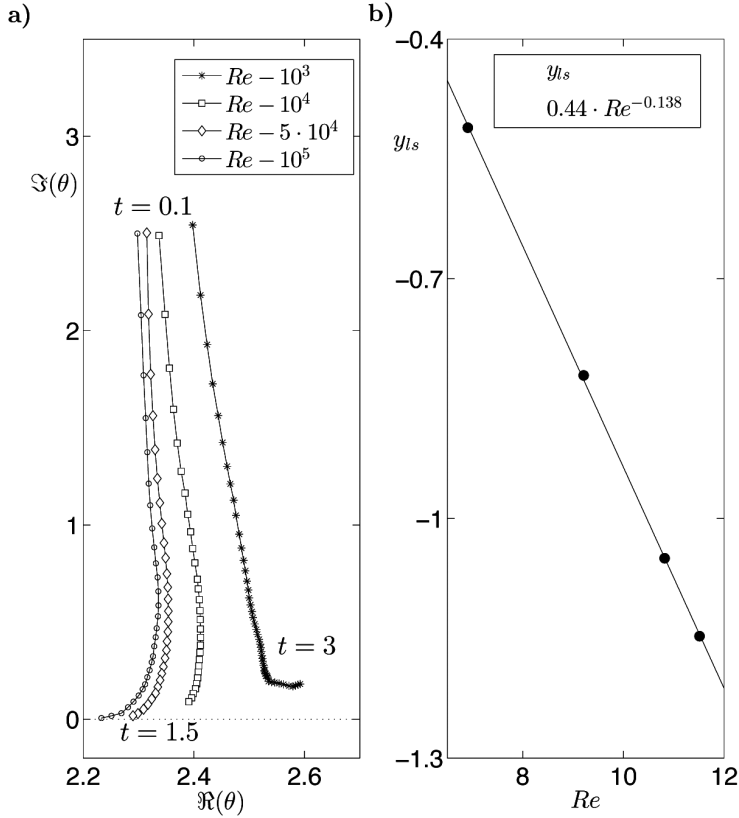 a)
Re − 10³
Re − 10⁴
Re − 5 · 10⁴
Re − 10⁵
3
ℑ(θ)
t = 0.1
2
1
t = 3
0
t = 1.5
2.2
2.4
2.6
ℜ(θ)
b)
−0.4
y_ls
0.44 · Re^−0.138
y_ls
−0.7
−1
−1.3
8
10
12
Re